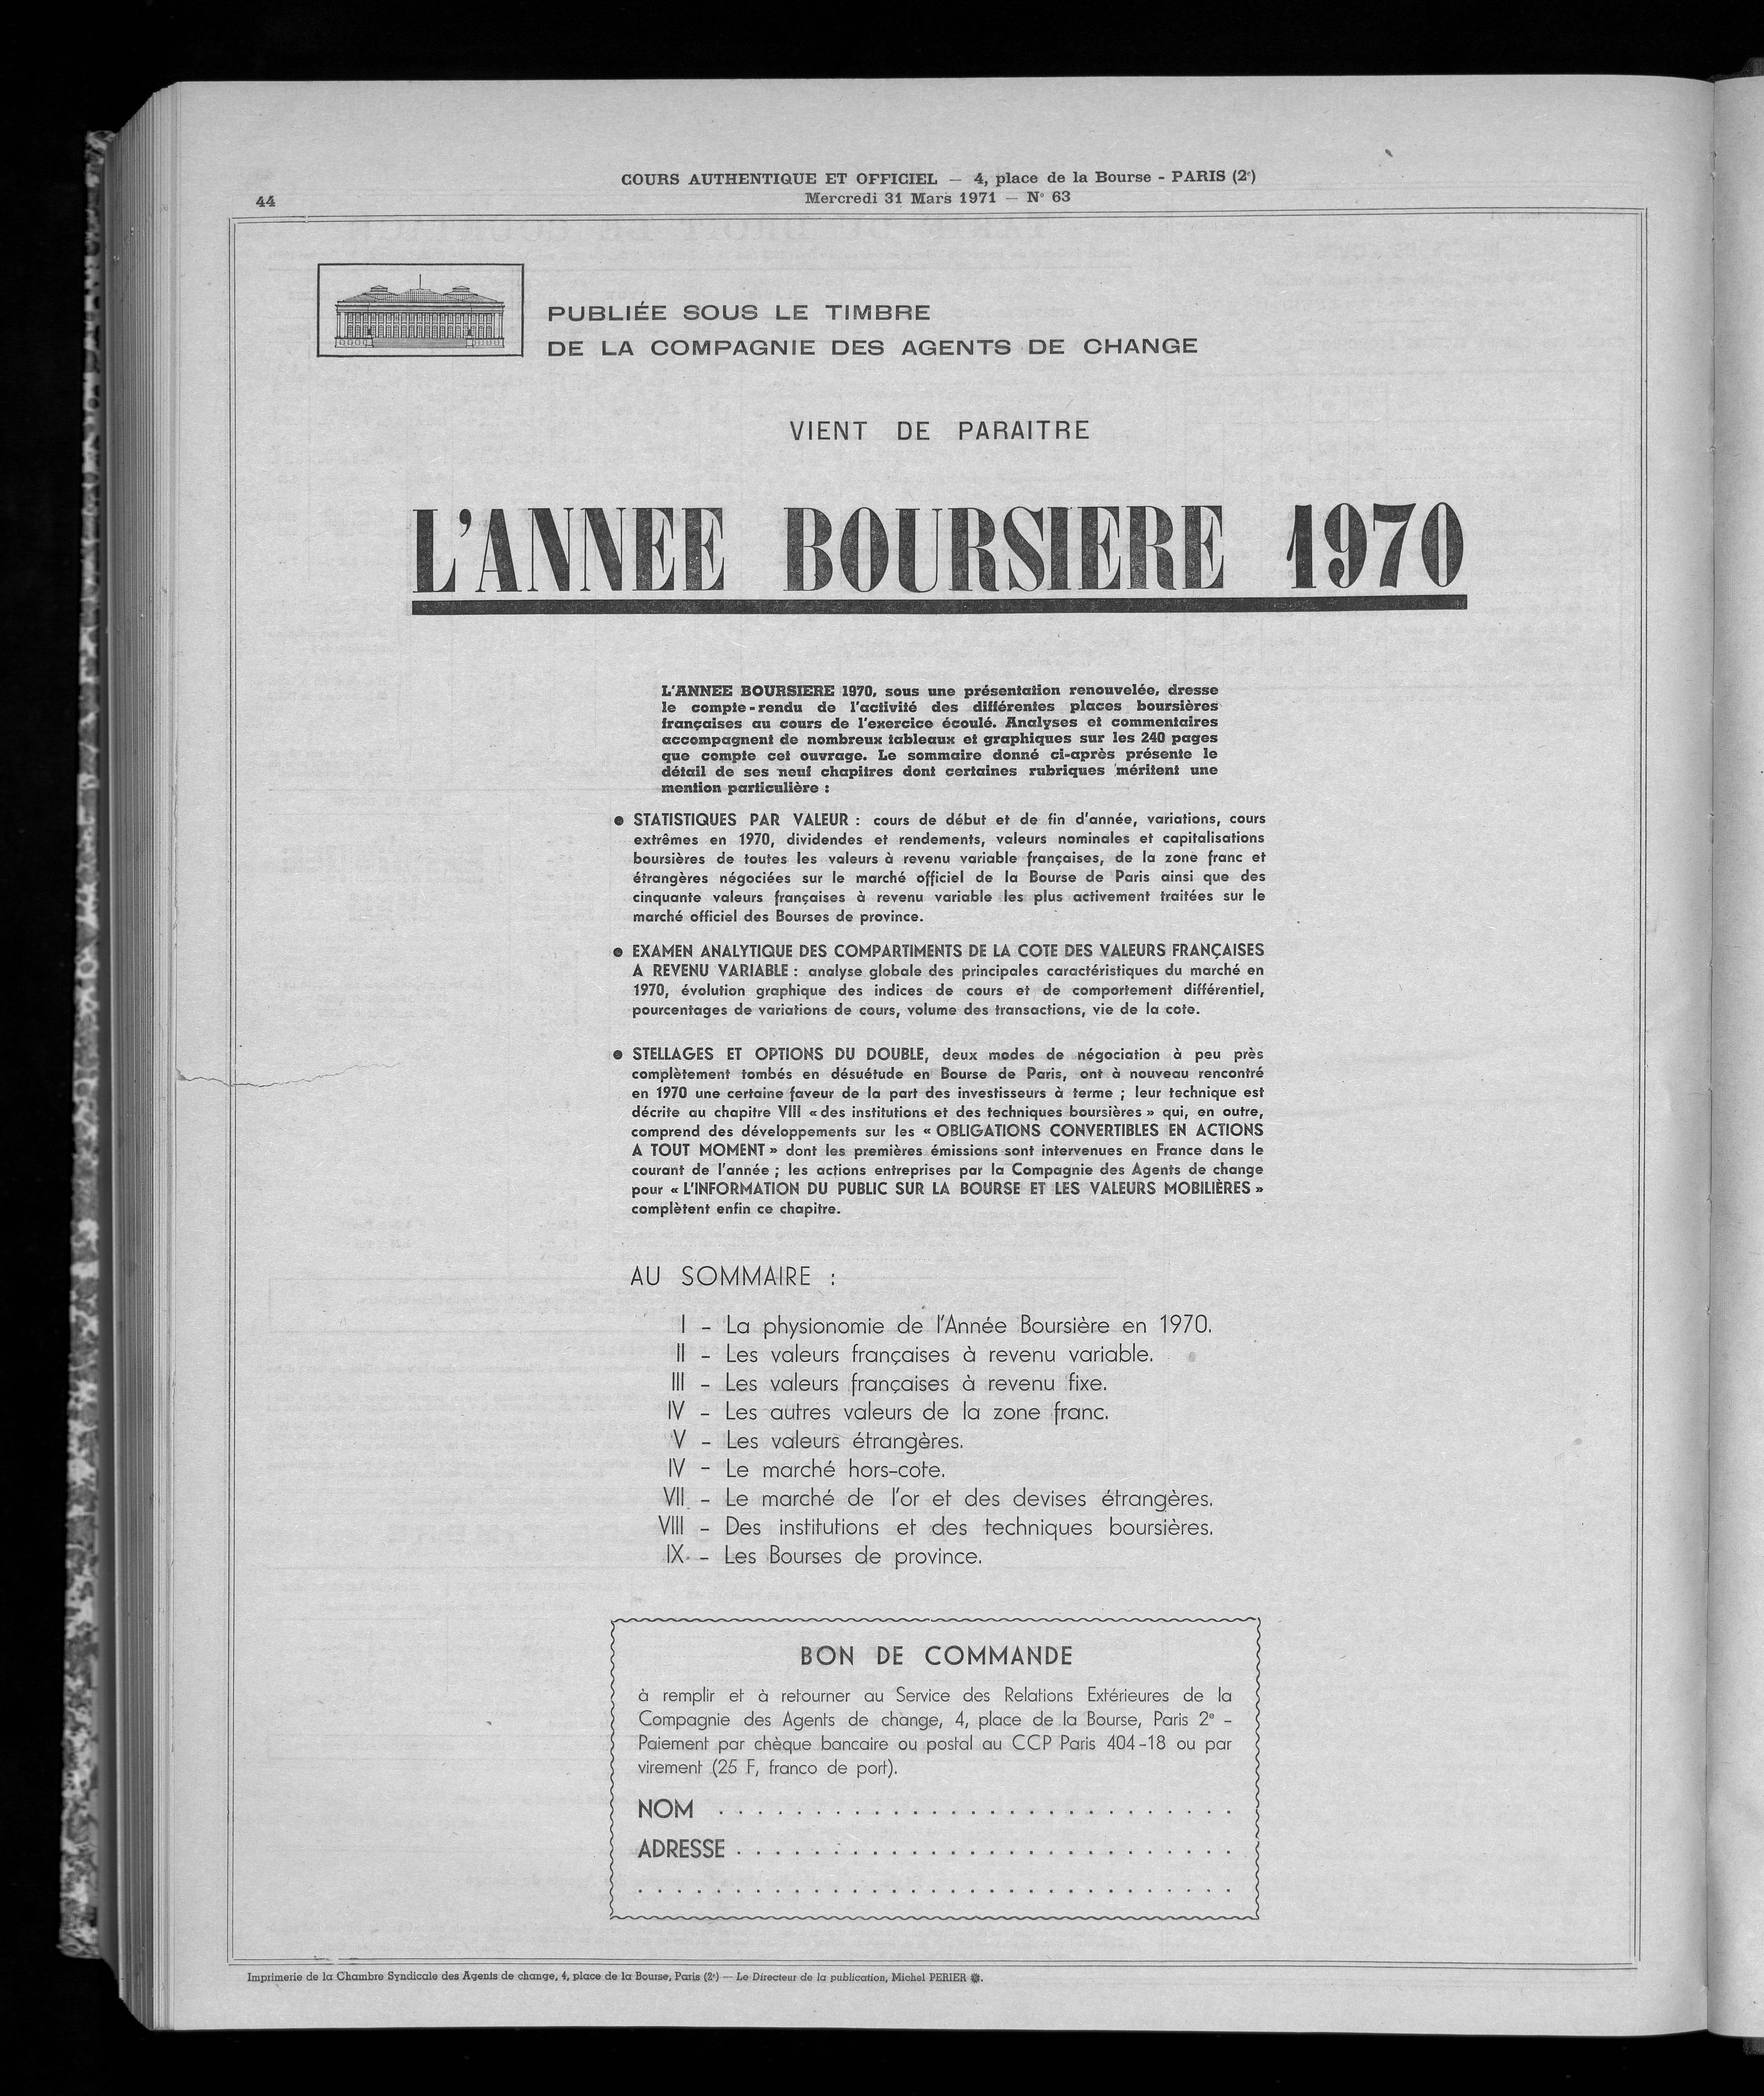 COURS AUTHENTIQUE ET OFFICIEL — 4, place de la Bourse - PARIS (2e)
44
Mercredi 31 Mars 1971 — N° 63
PUBLIÉE SOUS LE TIMBRE
DE LA COMPAGNIE DES AGENTS DE CHANGE
VIENT DE PARAITRE
L'ANNEE BOURSIERE 1970
L'ANNEE BOURSIERE 1970, sous une présentation renouvelée, dresse
le compte-rendu de l'activité des différentes places boursières
françaises au cours de l'exercice écoulé. Analyses et commentaires
accompagnent de nombreux tableaux et graphiques sur les 240 pages
que compte cet ouvrage. Le sommaire donné ci-après présente le
détail de ses neuf chapitres dont certaines rubriques méritent une
mention particulière :
● STATISTIQUES PAR VALEUR : cours de début et de fin d'année, variations, cours
extrêmes en 1970, dividendes et rendements, valeurs nominales et capitalisations
boursières de toutes les valeurs à revenu variable françaises, de la zone franc et
étrangères négociées sur le marché officiel de la Bourse de Paris ainsi que des
cinquante valeurs françaises à revenu variable les plus activement traitées sur le
marché officiel des Bourses de province.
● EXAMEN ANALYTIQUE DES COMPARTIMENTS DE LA COTE DES VALEURS FRANÇAISES
A REVENU VARIABLE : analyse globale des principales caractéristiques du marché en
1970, évolution graphique des indices de cours et de comportement différentiel,
pourcentages de variations de cours, volume des transactions, vie de la cote.
● STELLAGES ET OPTIONS DU DOUBLE, deux modes de négociation à peu près
complètement tombés en désuétude en Bourse de Paris, ont à nouveau rencontré
en 1970 une certaine faveur de la part des investisseurs à terme ; leur technique est
décrite au chapitre VIII « des institutions et des techniques boursières » qui, en outre,
comprend des développements sur les « OBLIGATIONS CONVERTIBLES EN ACTIONS
A TOUT MOMENT » dont les premières émissions sont intervenues en France dans le
courant de l'année ; les actions entreprises par la Compagnie des Agents de change
pour « L'INFORMATION DU PUBLIC SUR LA BOURSE ET LES VALEURS MOBILIÈRES »
complètent enfin ce chapitre.
AU SOMMAIRE :
I - La physionomie de l'Année Boursière en 1970.
II - Les valeurs françaises à revenu variable.
III - Les valeurs françaises à revenu fixe.
IV - Les autres valeurs de la zone franc.
V - Les valeurs étrangères.
IV - Le marché hors-cote.
VII - Le marché de l'or et des devises étrangères.
VIII - Des institutions et des techniques boursières.
IX - Les Bourses de province.
BON DE COMMANDE
à remplir et à retourner au Service des Relations Extérieures de la
Compagnie des Agents de change, 4, place de la Bourse, Paris 2e -
Paiement par chèque bancaire ou postal au CCP Paris 404-18 ou par
virement (25 F, franco de port).
NOM . . . . . . . . . . . . . . . . . . . . . . . . . . .
ADRESSE . . . . . . . . . . . . . . . . . . . . . . . . . .
. . . . . . . . . . . . . . . . . . . . . . . . . . . . . . .
Imprimerie de la Chambre Syndicale des Agents de change, 4, place de la Bourse, Paris (2e) — Le Directeur de la publication, Michel PERIER